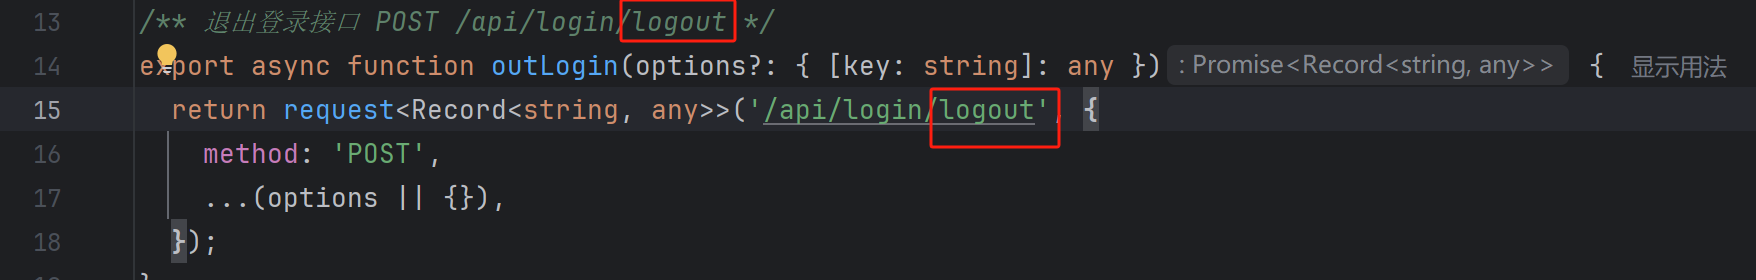 13 /** 退出登录接口 POST /api/login/logout */
14 export async function outLogin(options?: { [key: string]: any }) : Promise<Record<string, any>> { 显示用法
15 return request<Record<string, any>>('/api/login/logout', {
16 method: 'POST',
17 ...(options || {}),
18 });